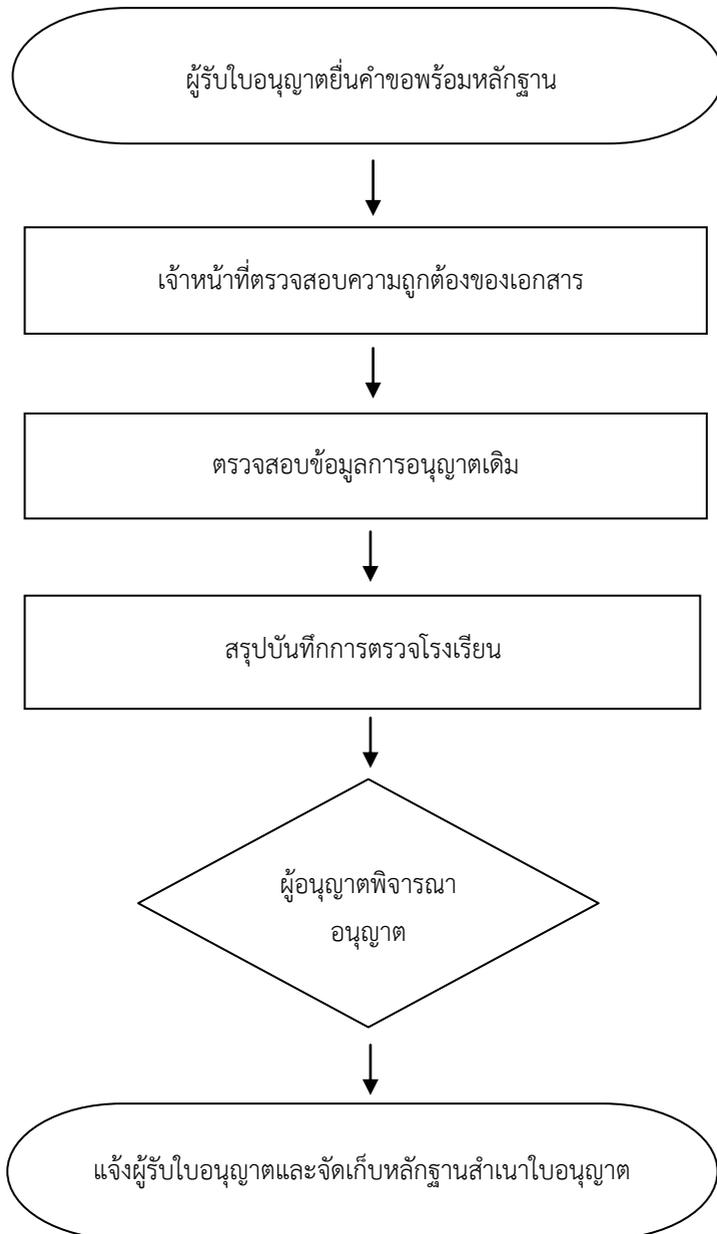 ผู้รับใบอนุญาตยื่นคำขอพร้อมหลักฐาน
เจ้าหน้าที่ตรวจสอบความถูกต้องของเอกสาร
ตรวจสอบข้อมูลการอนุญาตเดิม
สรุปบันทึกการตรวจโรงเรียน
ผู้อนุญาตพิจารณา
อนุญาต
แจ้งผู้รับใบอนุญาตและจัดเก็บหลักฐานสำเนาใบอนุญาต